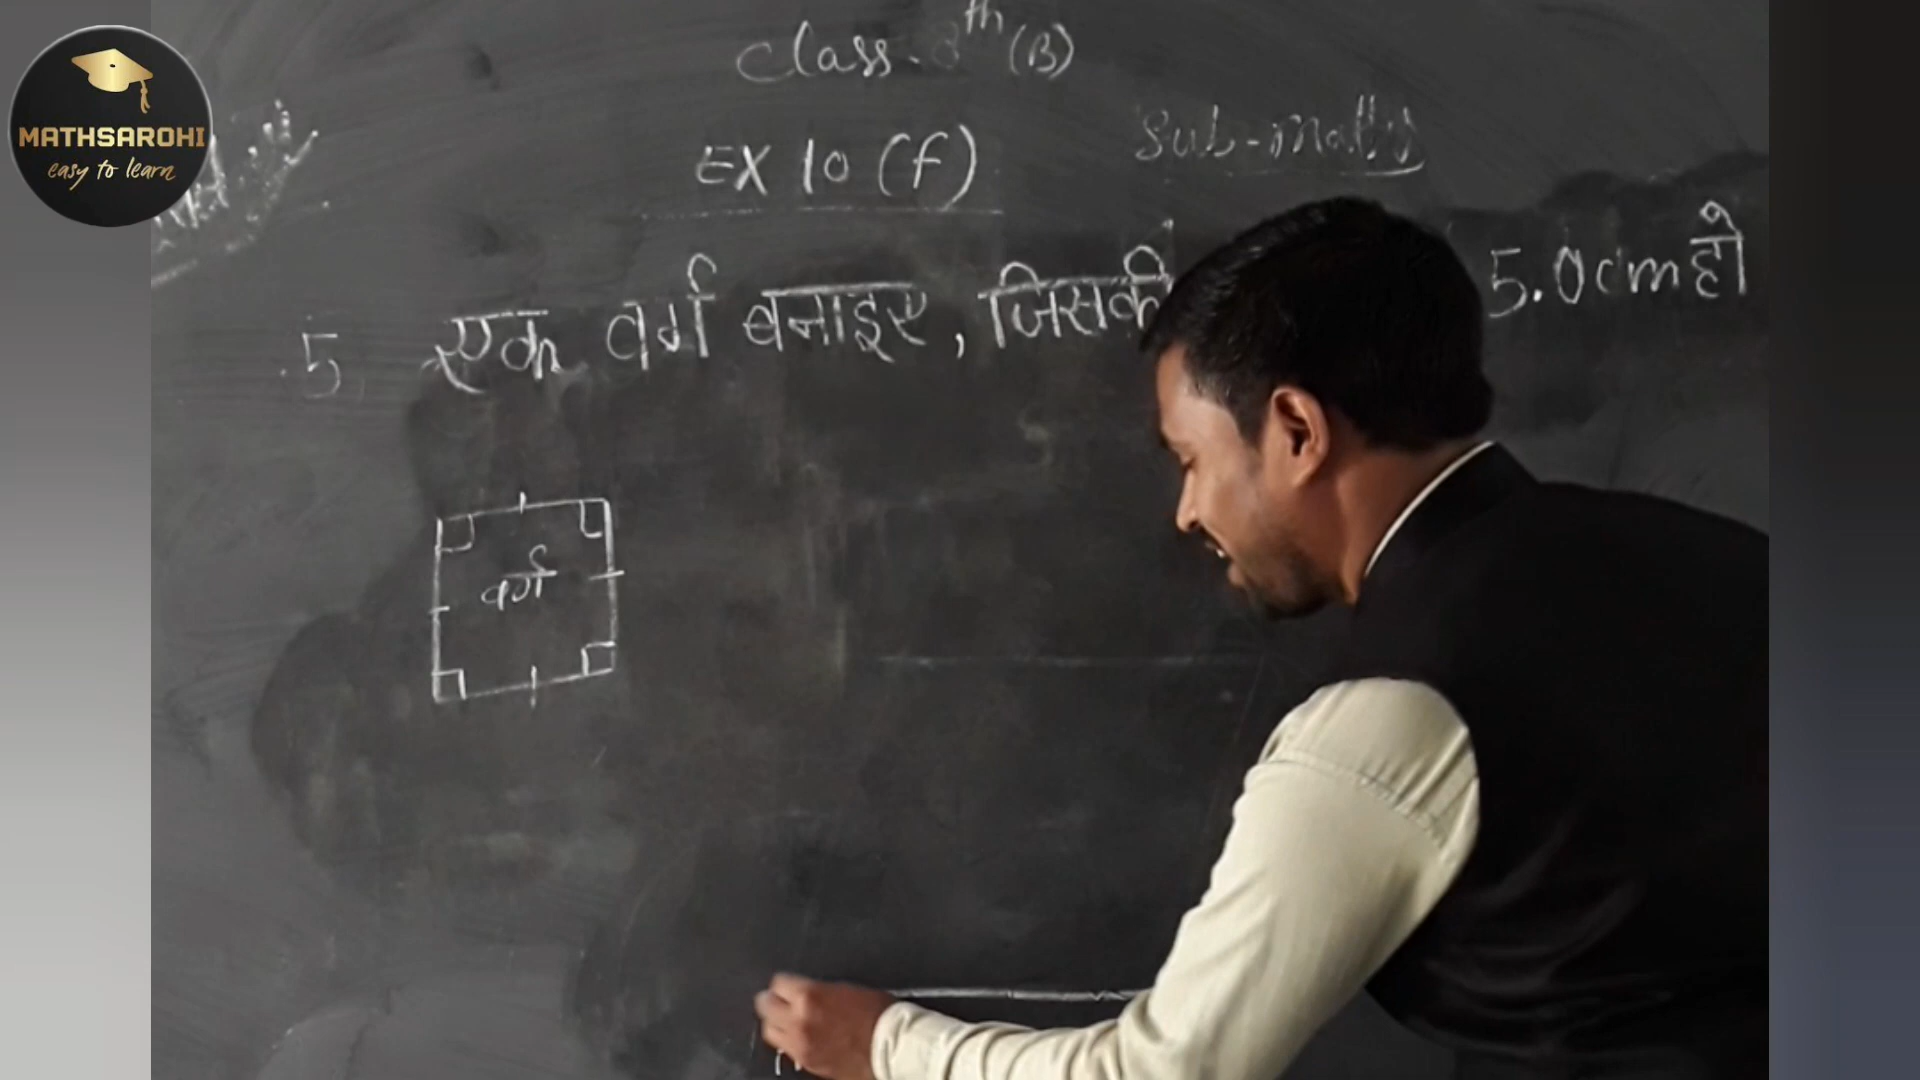 MATHSAROHI
easy to learn
Class-8th (B)
EX 10 (f)
Sub-maths
5 एक वर्ग बनाइए, जिसकी 5.0cm हो
वर्ग